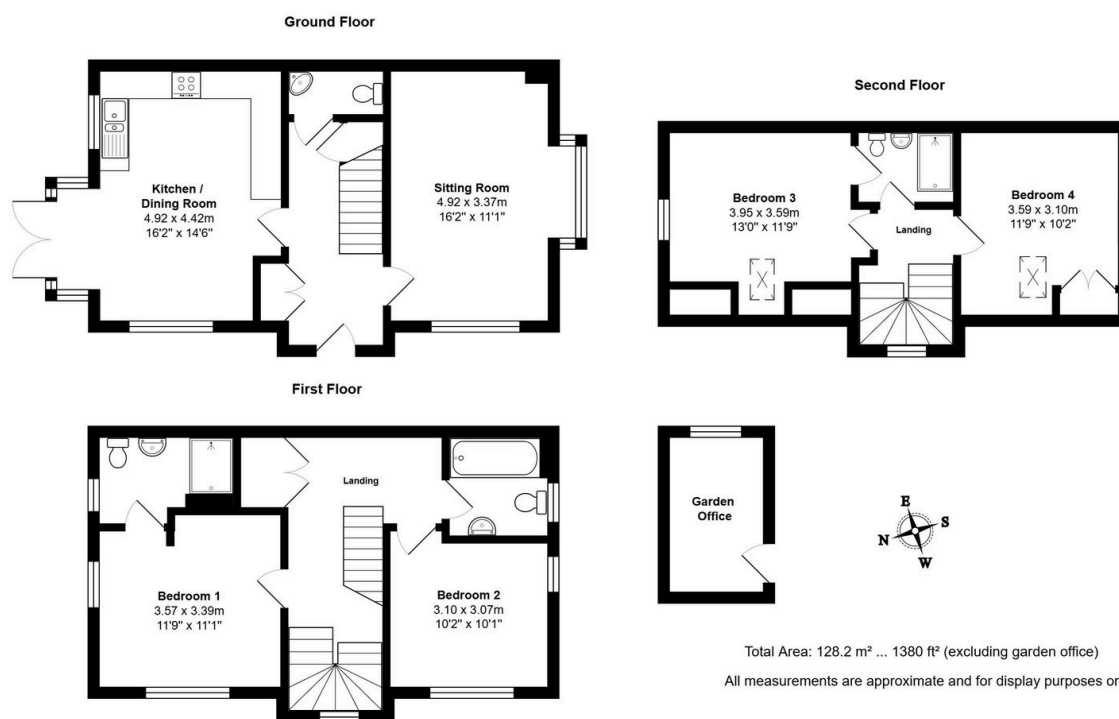 Ground Floor
Kitchen /
Dining Room
4.92 x 4.42m
16'2" x 14'6"
Sitting Room
4.92 x 3.37m
16'2" x 11'1"
Second Floor
Bedroom 3
3.95 x 3.59m
13'0" x 11'9"
Landing
Bedroom 4
3.59 x 3.10m
11'9" x 10'2"
First Floor
Landing
Bedroom 1
3.57 x 3.39m
11'9" x 11'1"
Bedroom 2
3.10 x 3.07m
10'2" x 10'1"
Garden
Office
E
S
N
W
Total Area: 128.2 m² ... 1380 ft² (excluding garden office)
All measurements are approximate and for display purposes on